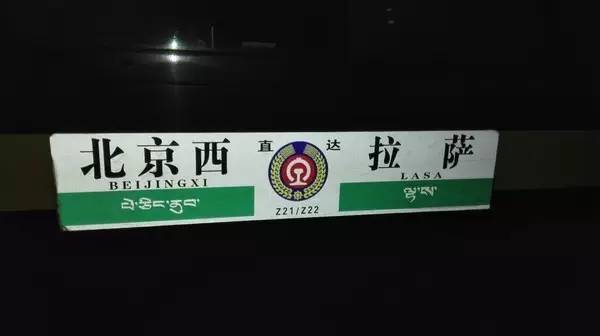 北京西 直达 拉萨
BEIJINGXI LASA
པེ་ཅིང་ནུབ་ ལྷ་ས་
Z21/Z22